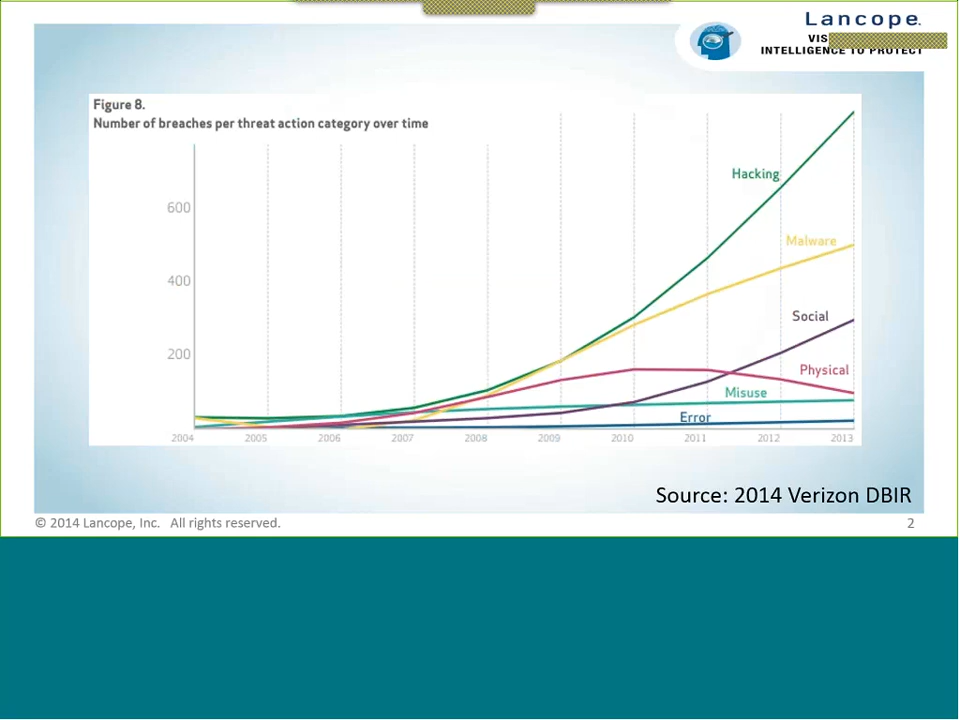 Lancope.
VIS
INTELLIGENCE TO PROTECT
Figure 8.
Number of breaches per threat action category over time
Hacking
600
Malware
400
Social
200
Physical
Misuse
Error
2004 2005 2006 2007 2008 2009 2010 2011 2012 2013
Source: 2014 Verizon DBIR
© 2014 Lancope, Inc. All rights reserved.
2